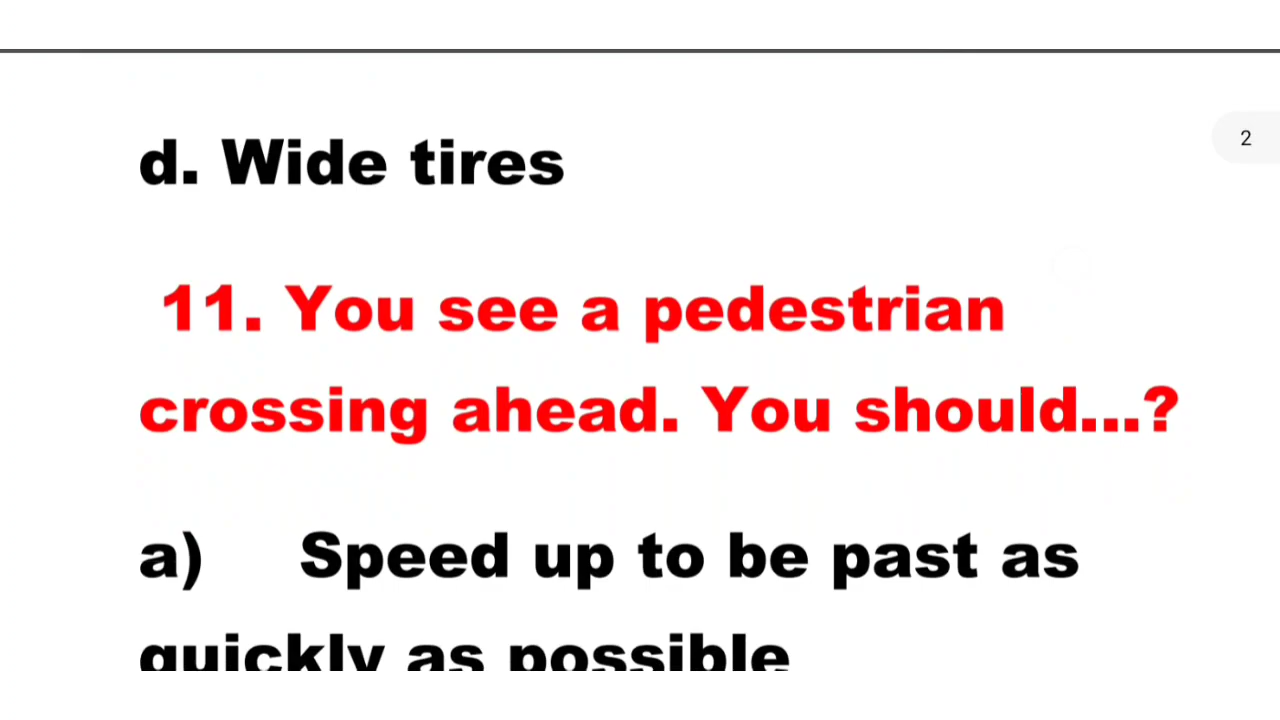 2
d. Wide tires
11. You see a pedestrian
crossing ahead. You should...?
a) Speed up to be past as
quickly as possible